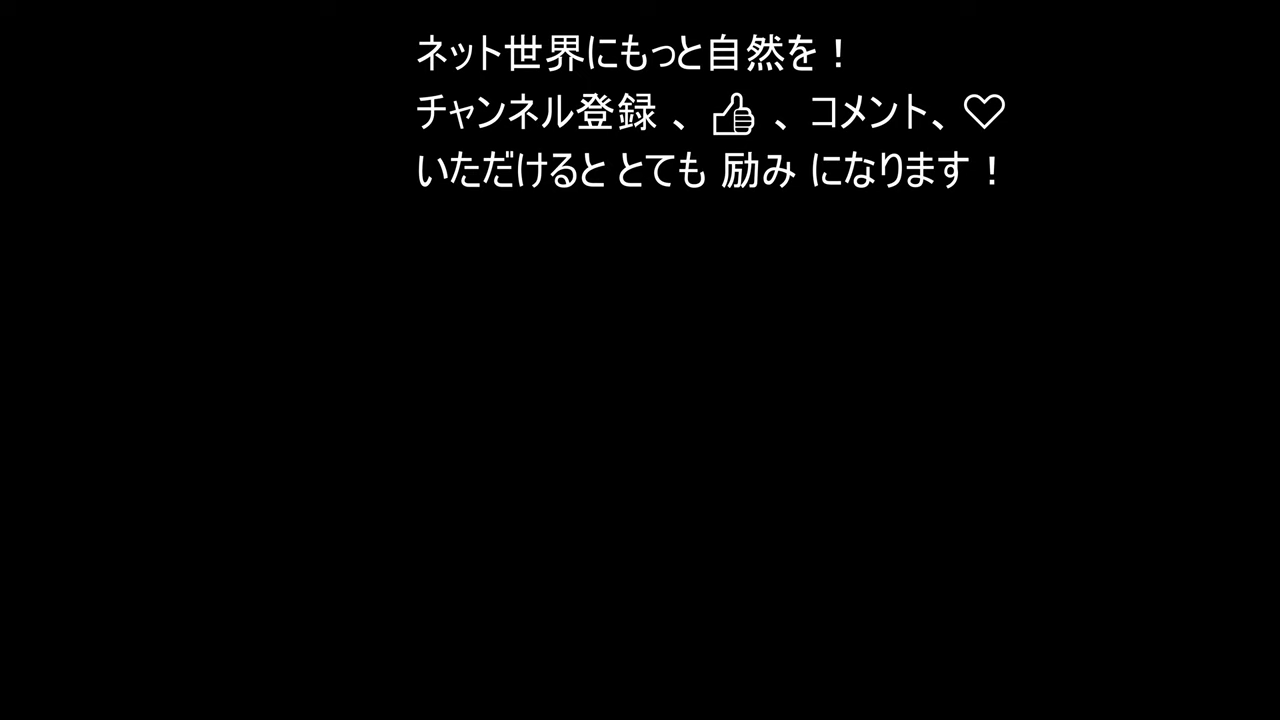 ネット世界にもっと自然を！
チャンネル登録 、 👍 、 コメント、♡
いただけると とても 励み になります！